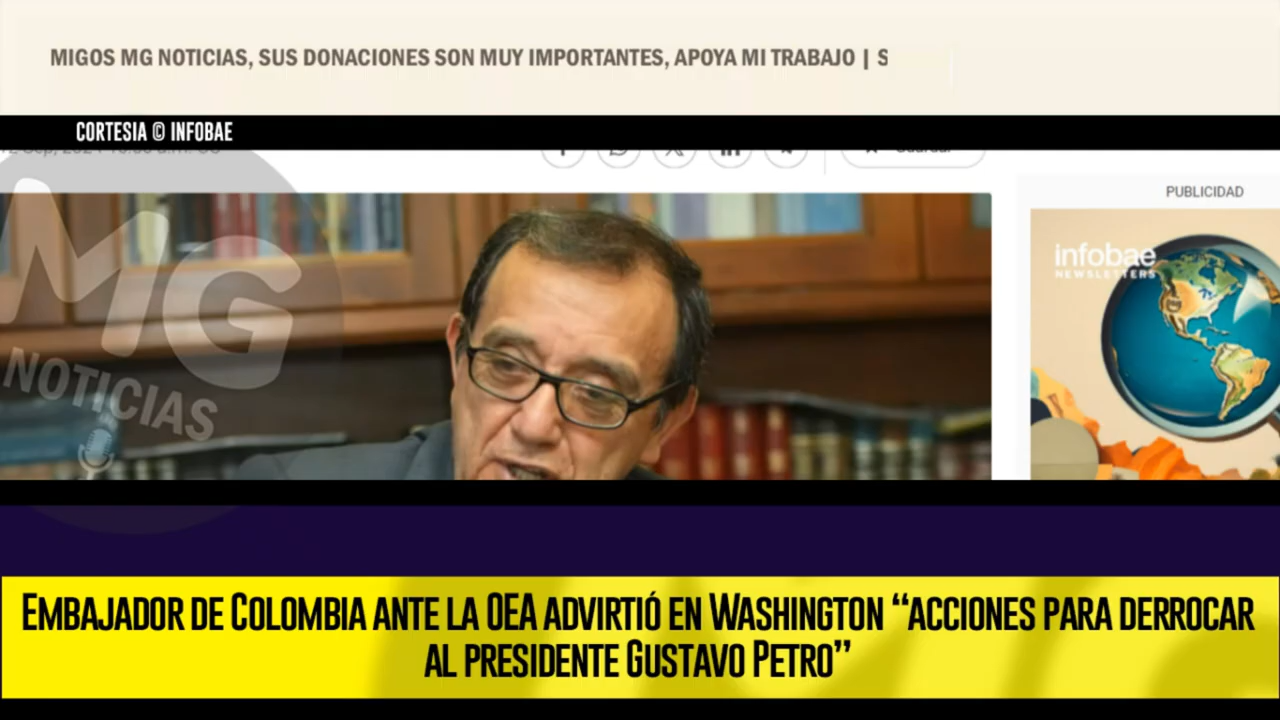 MIGOS MG NOTICIAS, SUS DONACIONES SON MUY IMPORTANTES, APOYA MI TRABAJO | S
CORTESIA © INFOBAE
PUBLICIDAD
infobae
NEWSLETTERS
MG
NOTICIAS
EMBAJADOR DE COLOMBIA ANTE LA OEA ADVIRTIÓ EN WASHINGTON “ACCIONES PARA DERROCAR
AL PRESIDENTE GUSTAVO PETRO”